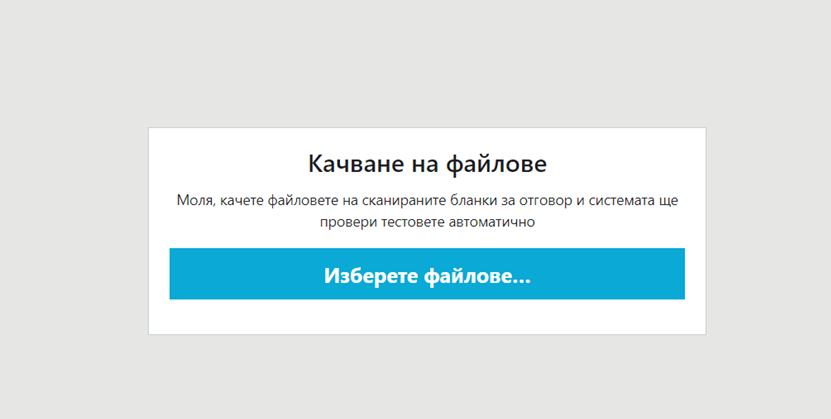 Качване на файлове
Моля, качете файловете на сканираните бланки за отговор и системата ще
провери тестовете автоматично
Изберете файлове...